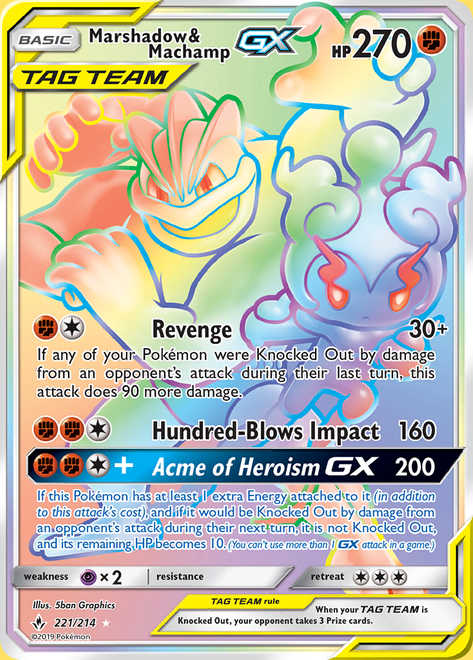 BASIC
Marshadow&
Machamp GX HP270
TAG TEAM
Revenge 30+
If any of your Pokémon were Knocked Out by damage
from an opponent's attack during their last turn, this
attack does 90 more damage.
Hundred-Blows Impact 160
+ Acme of Heroism GX 200
If this Pokémon has at least 1 extra Energy attached to it (in addition
to this attack's cost), and if it would be Knocked Out by damage from
an opponent's attack during their next turn, it is not Knocked Out,
and its remaining HP becomes 10. (You can't use more than 1 GX attack in a game.)
weakness ×2 resistance retreat
Illus. 5ban Graphics
221/214
©2019 Pokémon
TAG TEAM rule
When your TAG TEAM is
Knocked Out, your opponent takes 3 Prize cards.